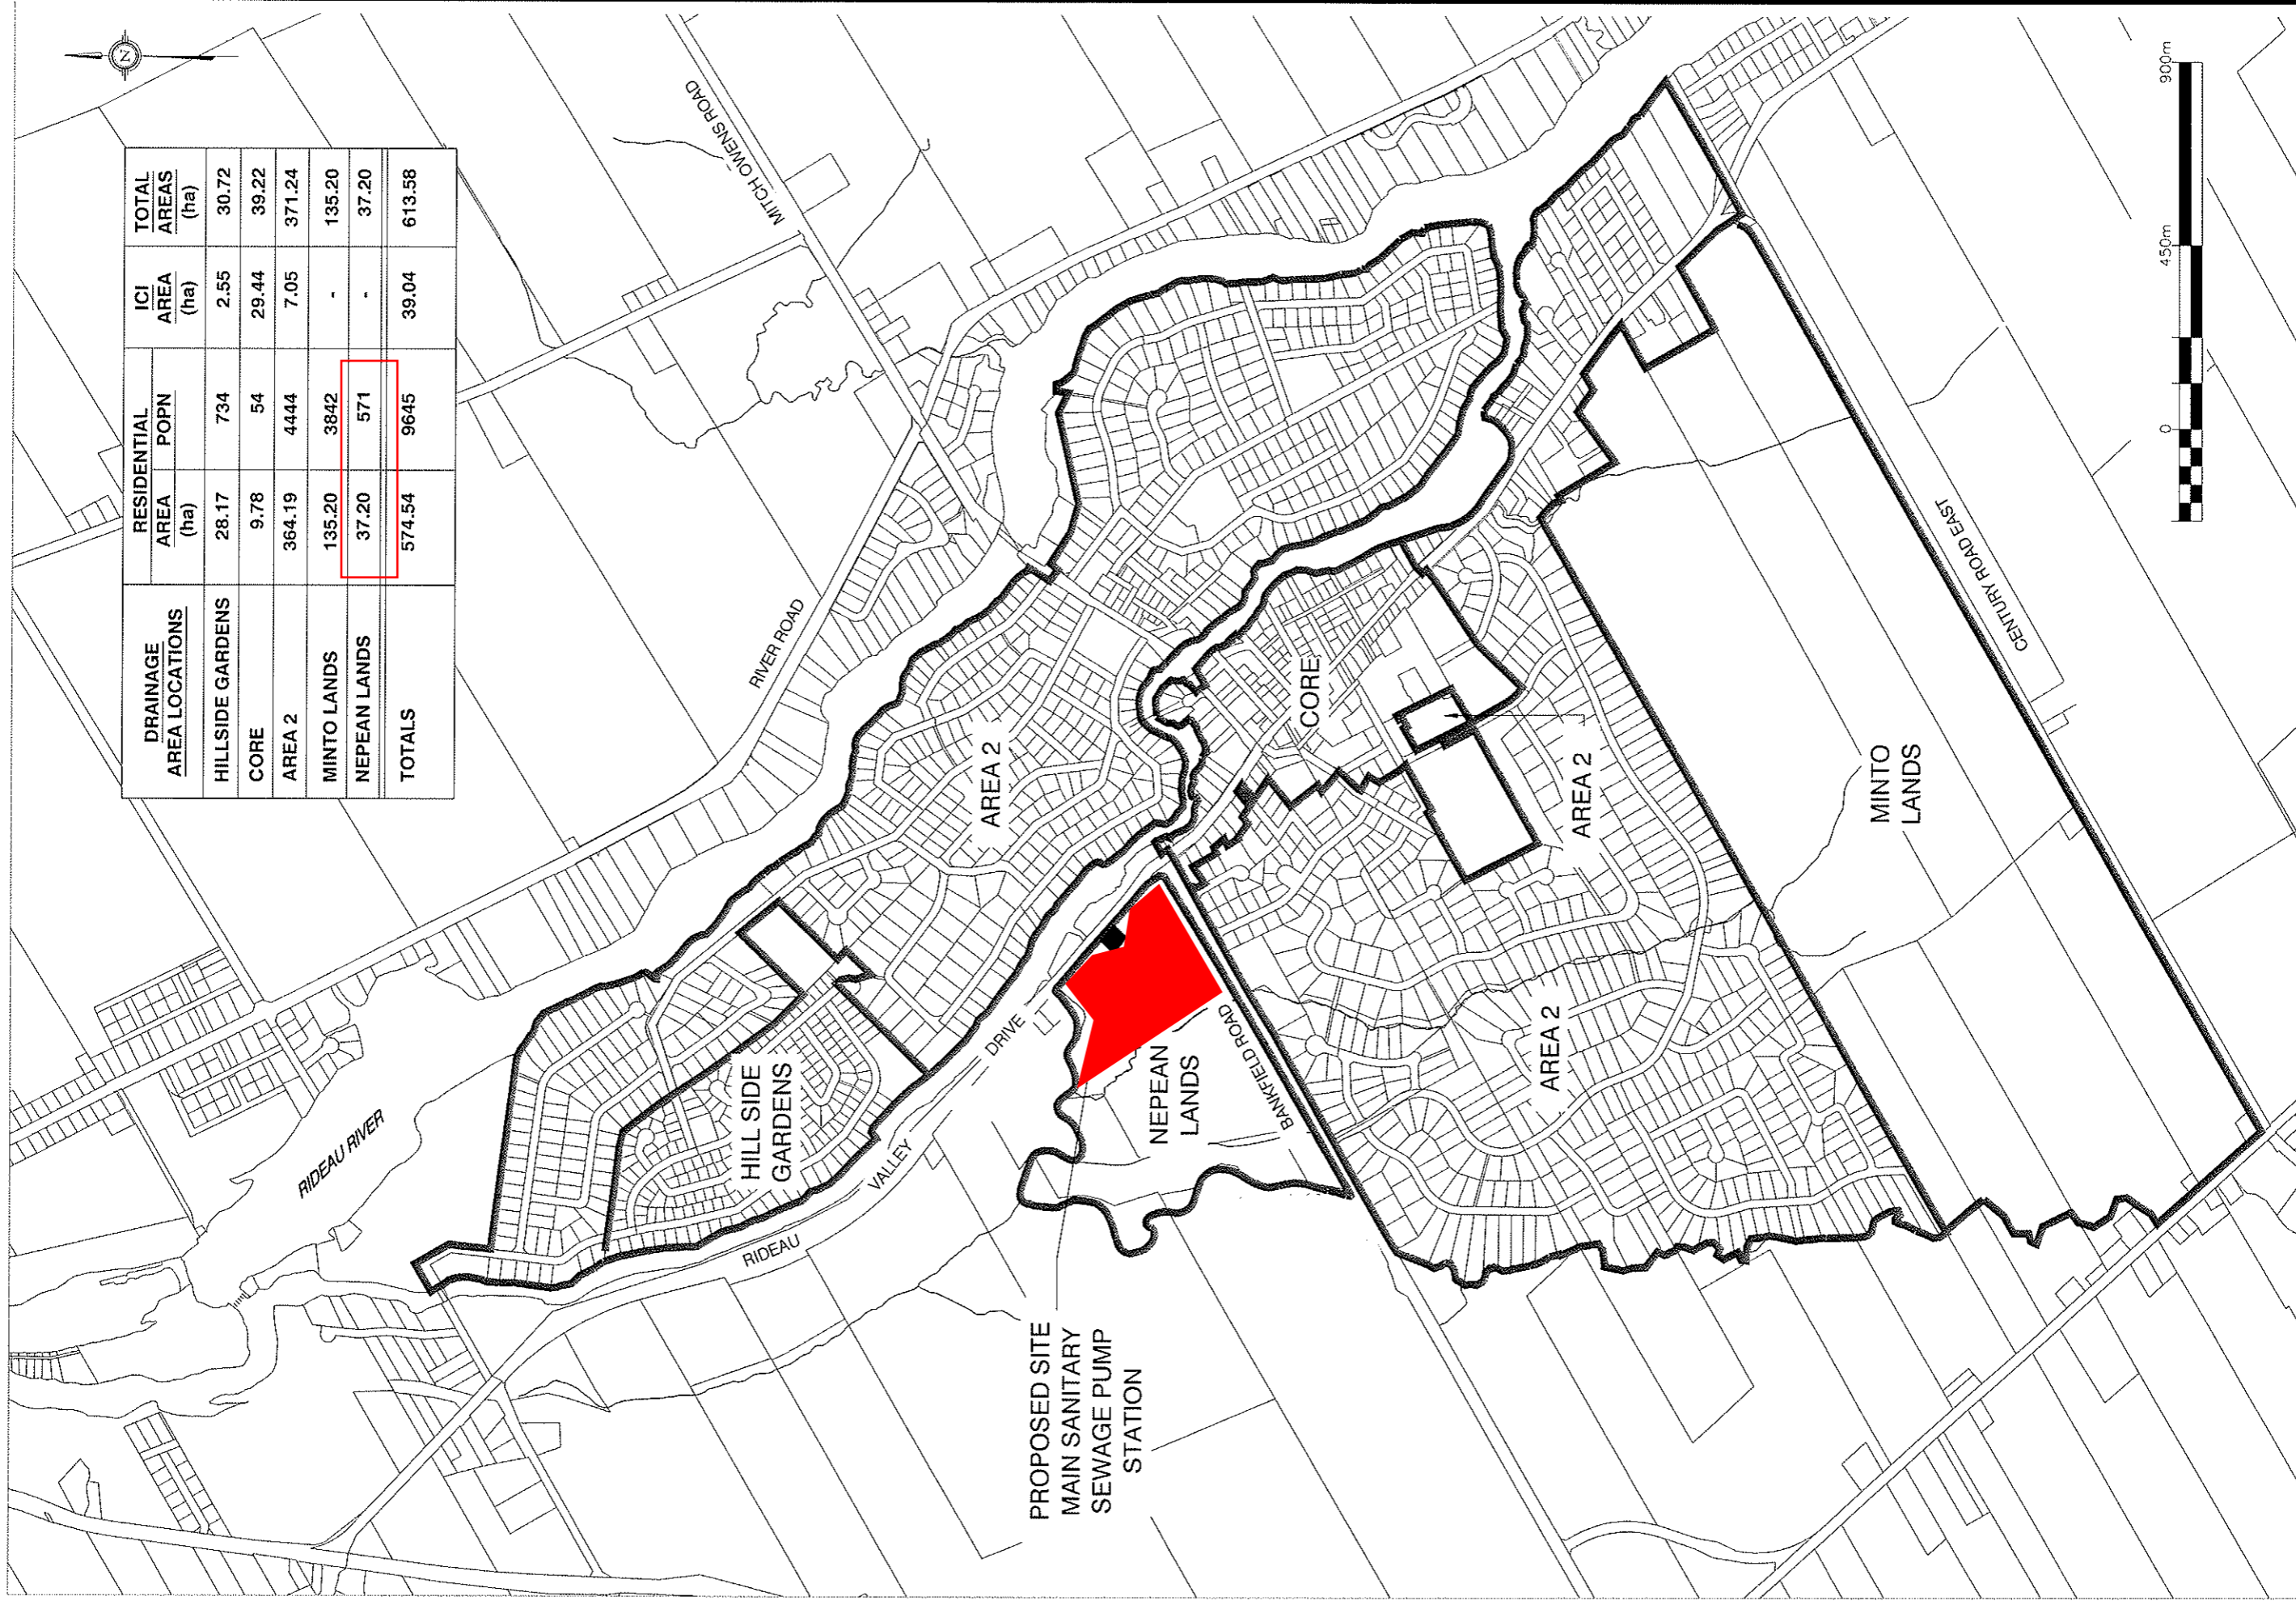 N
DRAINAGE
AREA LOCATIONS
RESIDENTIAL
AREA
(ha)
POPN
ICI
AREA
(ha)
TOTAL
AREAS
(ha)
HILLSIDE GARDENS 28.17 734 2.55 30.72
CORE 9.78 54 29.44 39.22
AREA 2 364.19 4444 7.05 371.24
MINTO LANDS 135.20 3842 - 135.20
NEPEAN LANDS 37.20 571 - 37.20
TOTALS 574.54 9645 39.04 613.58
MITCH OWENS ROAD
RIVER ROAD
RIDEAU RIVER
AREA 2
HILL SIDE
GARDENS
RIDEAU
VALLEY
DRIVE
CORE
NEPEAN
LANDS
BANKFIELD ROAD
AREA 2
AREA 2
MINTO
LANDS
CENTURY ROAD EAST
PROPOSED SITE
MAIN SANITARY
SEWAGE PUMP
STATION
0 450m 900m